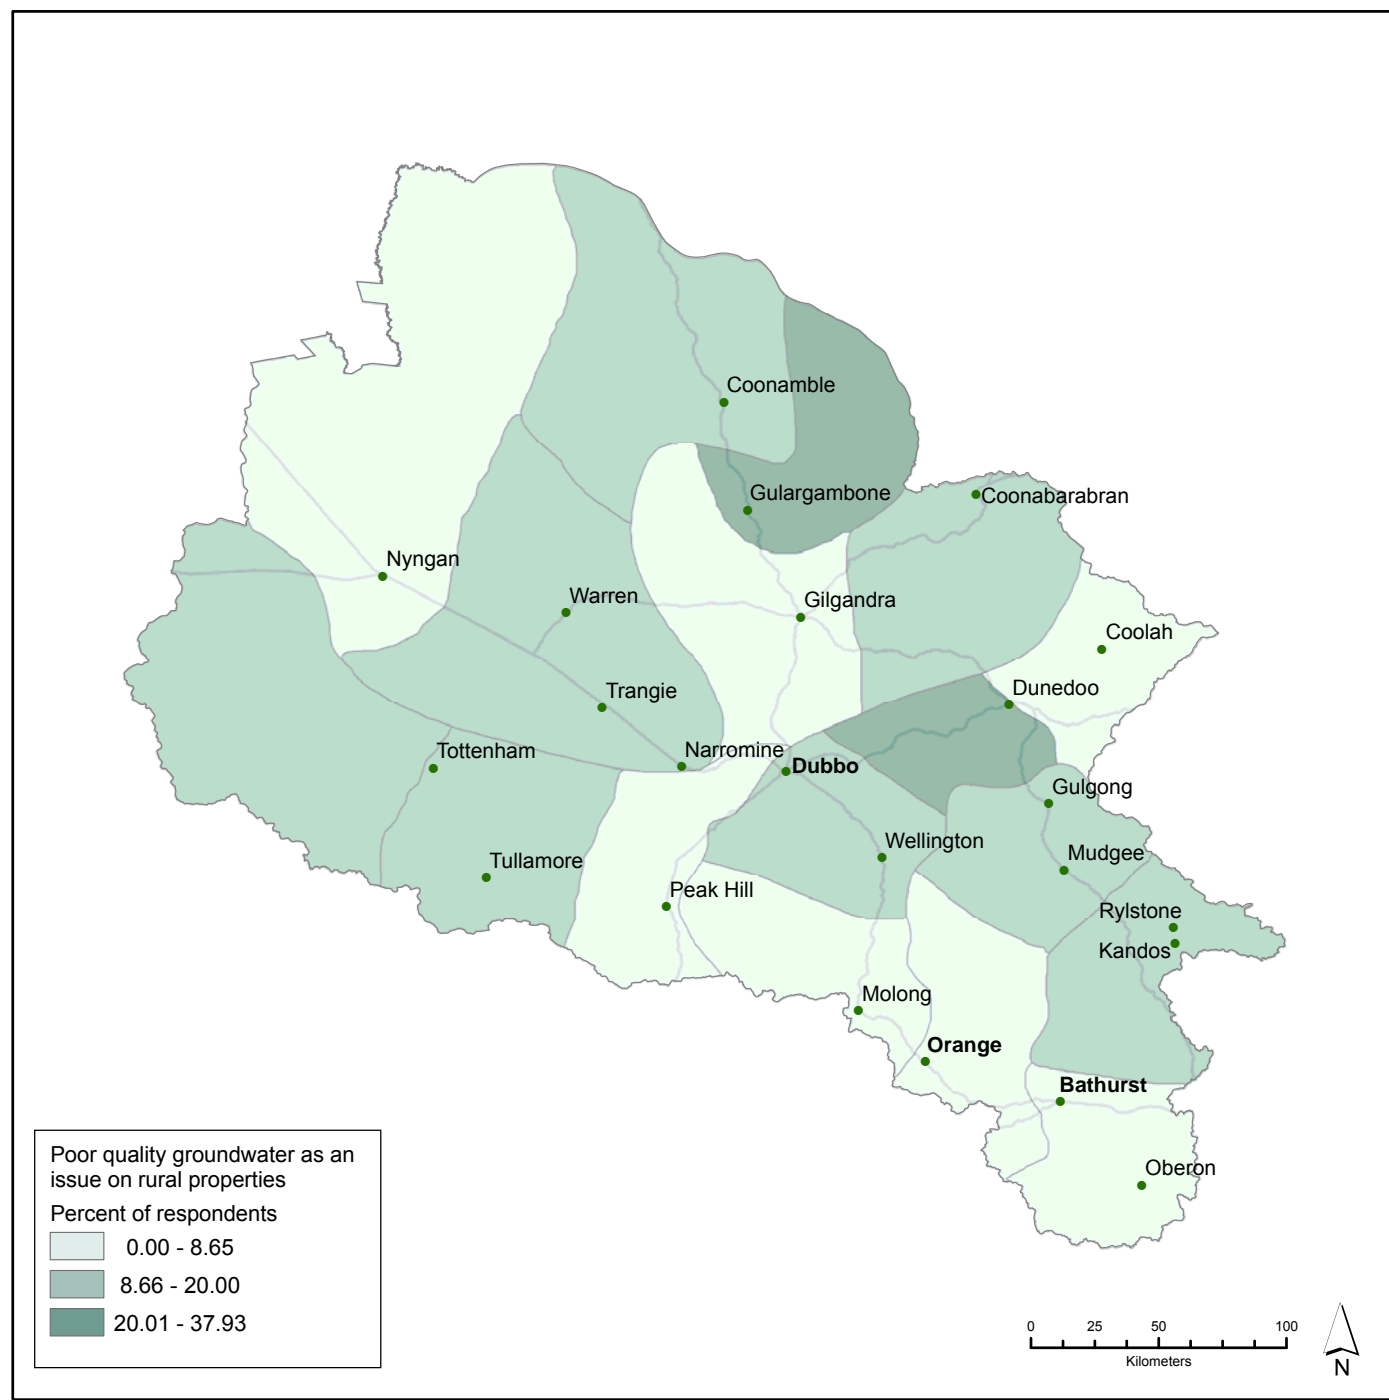 Coonamble
Gulargambone
Coonabarabran
Nyngan
Warren
Gilgandra
Coolah
Trangie
Dunedoo
Tottenham
Narromine
Dubbo
Gulgong
Wellington
Mudgee
Tullamore
Peak Hill
Rylstone
Kandos
Molong
Orange
Bathurst
Oberon
Poor quality groundwater as an
issue on rural properties
Percent of respondents
0.00 - 8.65
8.66 - 20.00
20.01 - 37.93
0 25 50 100
Kilometers
N